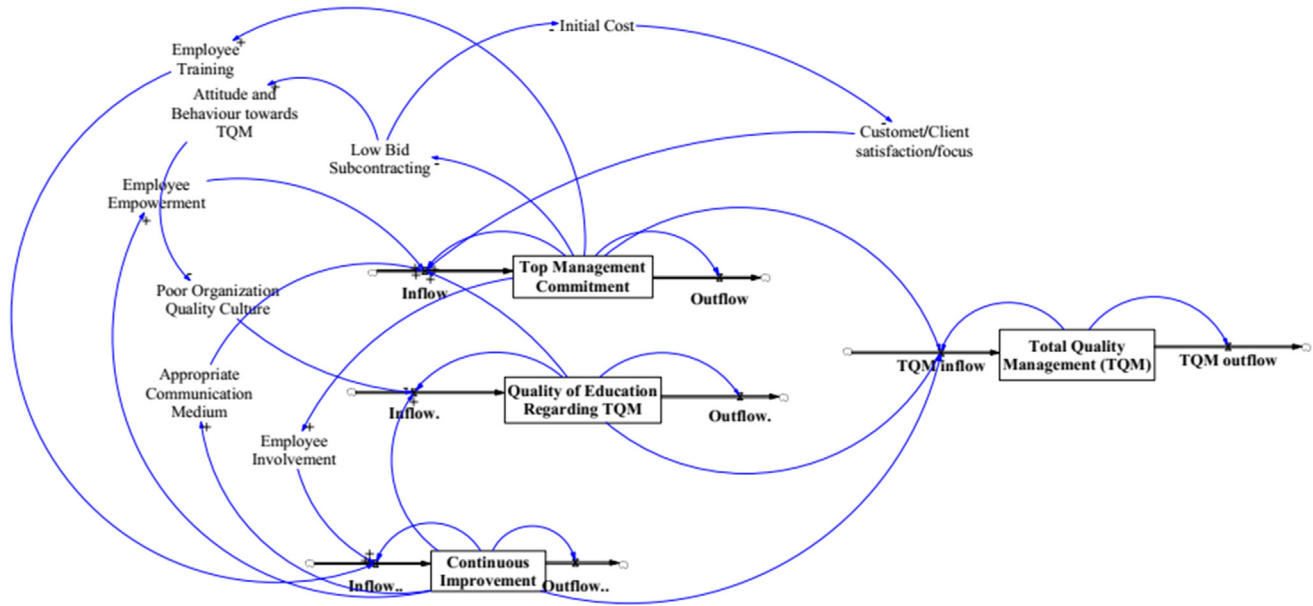 Initial Cost
Employee
Training
Attitude and
Behaviour towards
TQM
Customet/Client
satisfaction/focus
Low Bid
Subcontracting
Employee
Empowerment
Top Management
Commitment
Inflow
Outflow
Poor Organization
Quality Culture
Total Quality
Management (TQM)
TQM inflow
TQM outflow
Appropriate
Communication
Medium
Quality of Education
Regarding TQM
Inflow.
Outflow.
Employee
Involvement
Continuous
Improvement
Inflow..
Outflow..